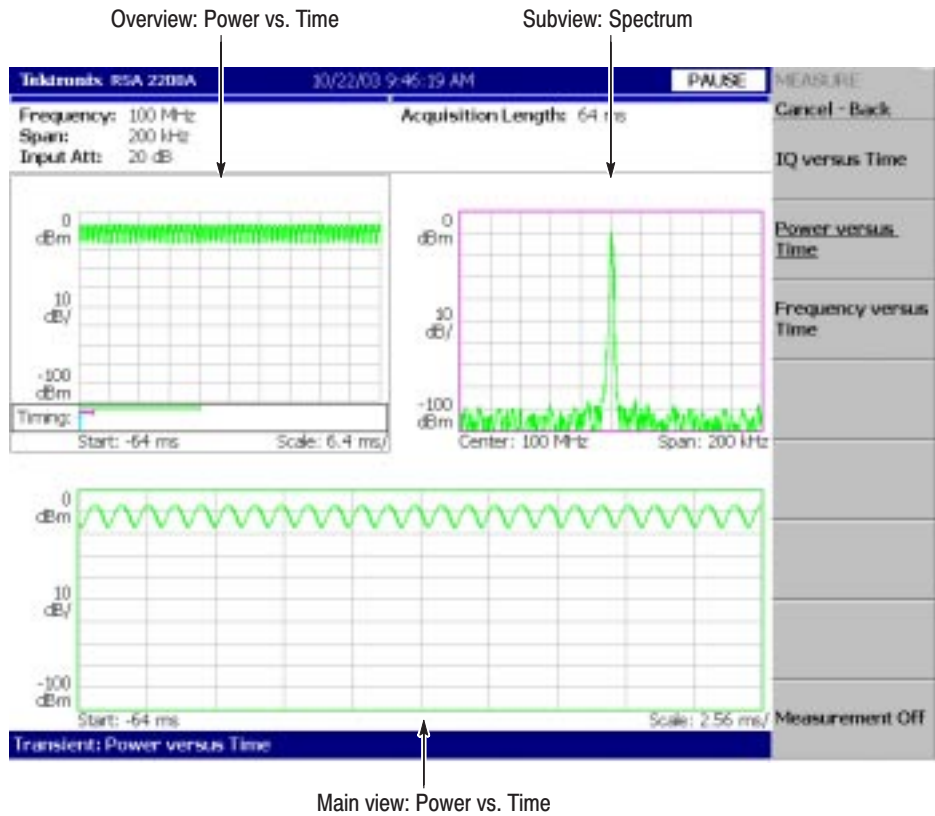 Overview: Power vs. Time
Subview: Spectrum
Tektronix RSA 2200A 10/22/03 9:46:19 AM PAUSE
MEASURE
Frequency: 100 MHz
Span: 200 kHz
Input Att: 20 dB
Acquisition Length: 64 ms
Cancel - Back
IQ versus Time
Power versus
Time
Frequency versus
Time
Measurement Off
0
dBm
10
dB/
-100
dBm
Timing:
Start: -64 ms Scale: 6.4 ms/
0
dBm
10
dB/
-100
dBm
Center: 100 MHz Span: 200 kHz
0
dBm
10
dB/
-100
dBm
Start: -64 ms Scale: 2.56 ms/
Transient: Power versus Time
Main view: Power vs. Time